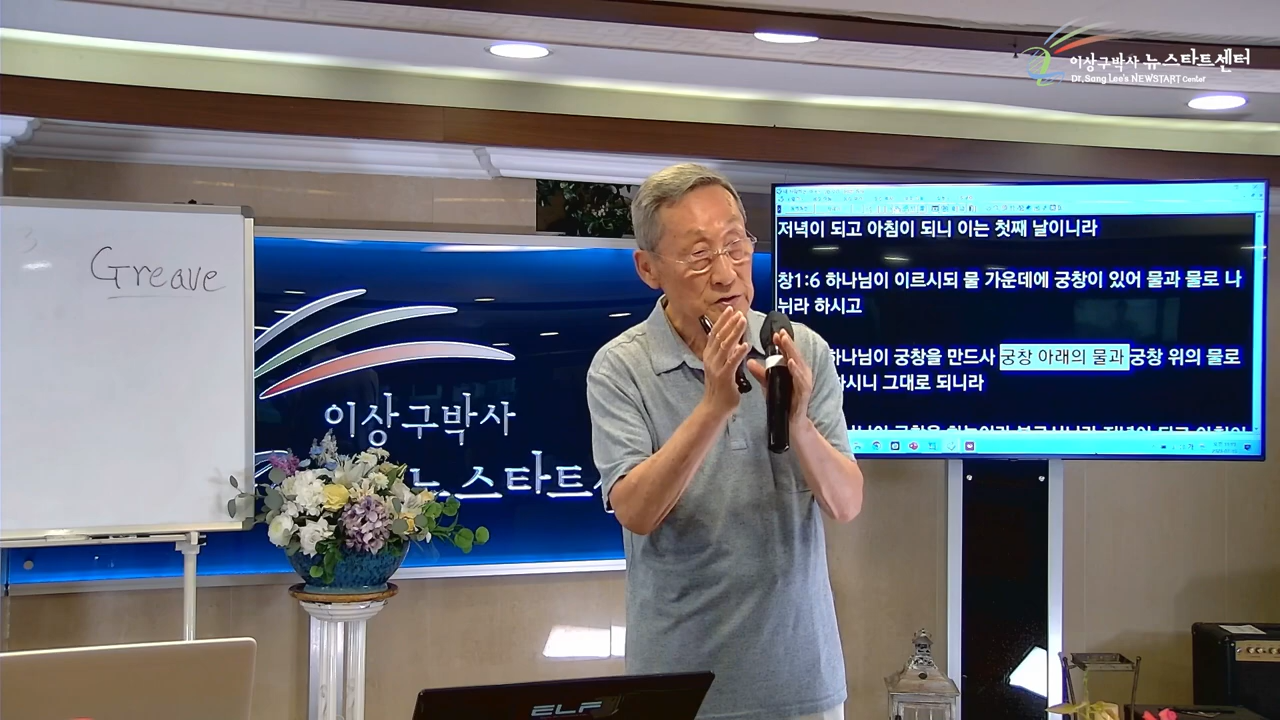 이상구박사 뉴스타트센터
Dr. Sang Lee's NEWSTART Center
3
Greave
이상구박사
뉴스타트
저녁이 되고 아침이 되니 이는 첫째 날이니라
창1:6 하나님이 이르시되 물 가운데에 궁창이 있어 물과 물로 나
뉘라 하시고
하나님이 궁창을 만드사 궁창 아래의 물과 궁창 위의 물로
하시니 그대로 되니라
ELF